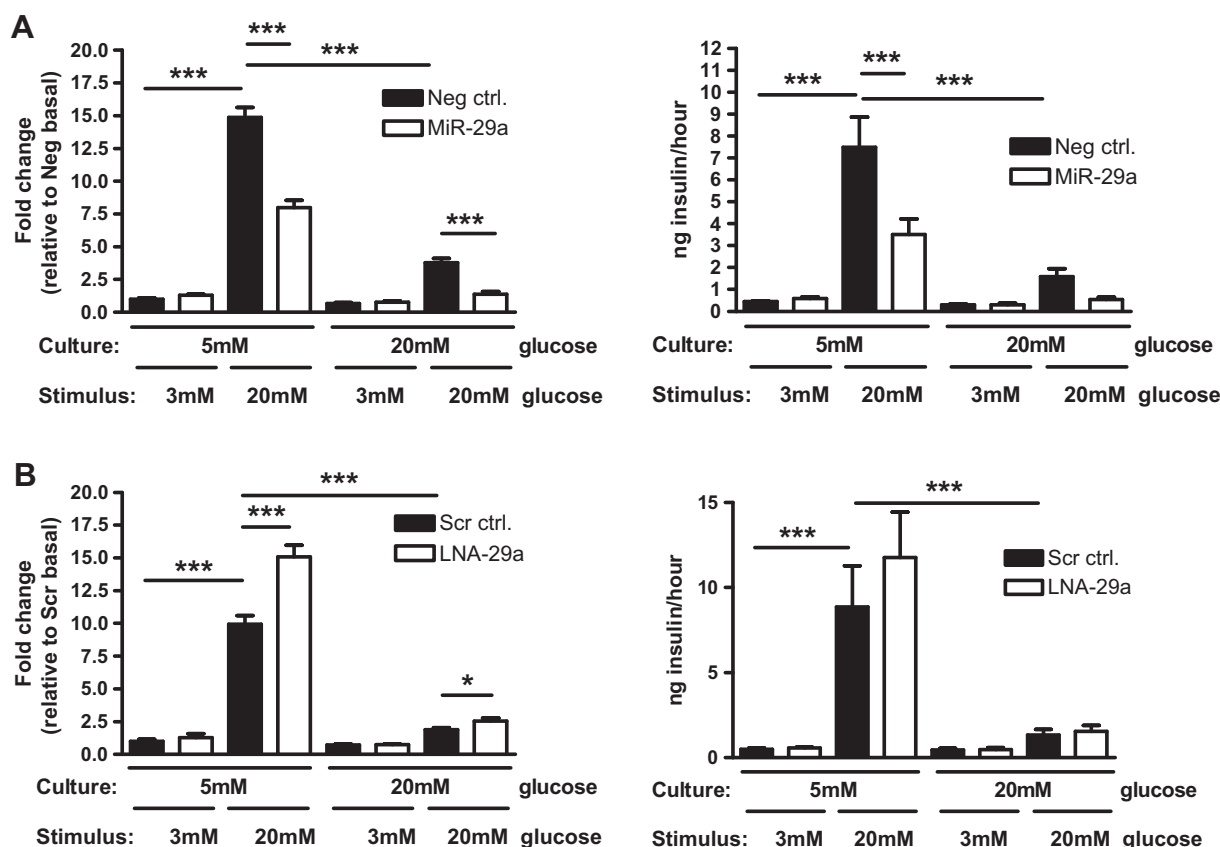 A
Fold change
(relative to Neg basal)
20.0
17.5
15.0
12.5
10.0
7.5
5.0
2.5
0.0
***
***
***
***
Neg ctrl.
MiR-29a
Culture: 5mM 20mM glucose
Stimulus: 3mM 20mM 3mM 20mM glucose
ng insulin/hour
12
11
10
9
8
7
6
5
4
3
2
1
0
***
***
***
Neg ctrl.
MiR-29a
5mM 20mM glucose
3mM 20mM 3mM 20mM glucose
B
Fold change
(relative to Scr basal)
20.0
17.5
15.0
12.5
10.0
7.5
5.0
2.5
0.0
***
***
***
*
Scr ctrl.
LNA-29a
Culture: 5mM 20mM glucose
Stimulus: 3mM 20mM 3mM 20mM glucose
ng insulin/hour
15
10
5
0
***
***
Scr ctrl.
LNA-29a
5mM 20mM glucose
3mM 20mM 3mM 20mM glucose